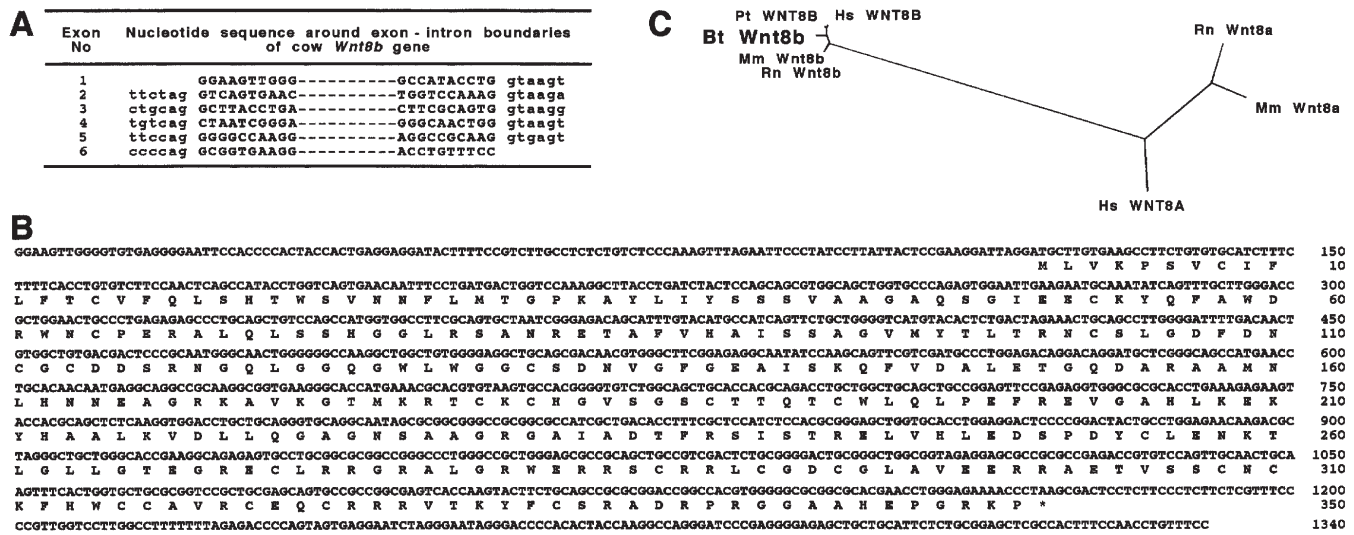 A
Exon No
Nucleotide sequence around exon - intron boundaries
of cow Wnt8b gene
1 GGAAGTTGGG-----------GCCATACCTG gtaagt
2 ttctag GTCAGTGAAC-----------TGGTCCAAAG gtaaga
3 ctgcag GCTTACCTGA-----------CTTCGCAGTG gtaagg
4 tgtcag CTAATCGGGA-----------GGGCAACTGG gtaagt
5 ttccag GGGGCCAAGG-----------AGGCCGCAAG gtgagt
6 ccccag GCGGTGAAGG-----------ACCTGTTTCC
C
Pt WNT8B
Hs WNT8B
Bt Wnt8b
Mm Wnt8b
Rn Wnt8b
Rn Wnt8a
Mm Wnt8a
Hs WNT8A
B
GGAAGTTGGGGTGTGAGGGGAATTCCACCCCACTACCACTGAGGAGGATACTTTTCCGTCTTGCCTCTCTGTCTCCCAAAGTTTAGAATTCCCTATCCTTATTACTCCGAAGGATTAGGATGCTTGTGAAGCCTTCTGTGTGCATCTTTC 150
M L V K P S V C I F 10
TTTTCACCTGTGTCTTCCAACTCAGCCATACCTGGTCAGTGAACAATTTCCTGATGACTGGTCCAAAGGCTTACCTGATCTACTCCAGCAGCGTGGCAGCTGGTGCCCAGAGTGGAATTGAAGAATGCAAATATCAGTTTGCTTGGGACC 300
L F T C V F Q L S H T W S V N N F L M T G P K A Y L I Y S S S V A A G A Q S G I E E C K Y Q F A W D 60
GCTGGAACTGCCCTGAGAGAGCCCTGCAGCTGTCCAGCCATGGTGGCCTTCGCAGTGCTAATCGGGAGACAGCATTTGTACATGCCATCAGTTCTGCTGGGGTCATGTACACTCTGACTAGAAACTGCAGCCTTGGGGATTTTGACAACT 450
R W N C P E R A L Q L S S H G G L R S A N R E T A F V H A I S S A G V M Y T L T R N C S L G D F D N 110
GTGGCTGTGACGACTCCCGCAATGGGCAACTGGGGGGCCAAGGCTGGCTGTGGGGAGGCTGCAGCGACAACGTGGGCTTCGGAGAGGCAATATCCAAGCAGTTCGTCGATGCCCTGGAGACAGGACAGGATGCTCGGGCAGCCATGAACC 600
C G C D D S R N G Q L G G Q G W L W G G C S D N V G F G E A I S K Q F V D A L E T G Q D A R A A M N 160
TGCACAACAATGAGGCAGGCCGCAAGGCGGTGAAGGGCACCATGAAACGCACGTGTAAGTGCCACGGGGTGTCTGGCAGCTGCACCACGCAGACCTGCTGGCTGCAGCTGCCGGAGTTCCGAGAGGTGGGCGCGCACCTGAAAGAGAAGT 750
L H N N E A G R K A V K G T M K R T C K C H G V S G S C T T Q T C W L Q L P E F R E V G A H L K E K 210
ACCACGCAGCTCTCAAGGTGGACCTGCTGCAGGGTGCAGGCAATAGCGCGGCGGGCCGCGGCGCCATCGCTGACACCTTTCGCTCCATCTCCACGCGGGAGCTGGTGCACCTGGAGGACTCCCCGGACTACTGCCTGGAGAACAAGACGC 900
Y H A A L K V D L L Q G A G N S A A G R G A I A D T F R S I S T R E L V H L E D S P D Y C L E N K T 260
TAGGGCTGCTGGGCACCGAAGGCAGAGAGTGCCTGCGGCGCGGCCGGGCCCTGGGCCGCTGGGAGCGCCGCAGCTGCCGTCGACTCTGCGGGGACTGCGGGCTGGCGGTAGAGGAGCGCCGCGCCGAGACCGTGTCCAGTTGCAACTGCA 1050
L G L L G T E G R E C L R R G R A L G R W E R R S C R R L C G D C G L A V E E R R A E T V S S C N C 310
AGTTTCACTGGTGCTGCGCGGTCCGCTGCGAGCAGTGCCGCCGGCGAGTCACCAAGTACTTCTGCAGCCGCGCGGACCGGCCACGTGGGGGCGCGGCGCACGAACCTGGGAGAAAACCCTAAGCGACTCCTCTTCCCTCTTCTCGTTTCC 1200
K F H W C C A V R C E Q C R R R V T K Y F C S R A D R P R G G A A H E P G R K P * 350
CCGTTGGTCCTTGGCCTTTTTTTAGAGACCCCAGTAGTGAGGAATCTAGGGAATAGGGACCCCACACTACCAAGGCCAGGGATCCCGAGGGGAGAGCTGCTGCATTCTCTGCGGAGCTCGCCACTTTCCAACCTGTTTCC 1340